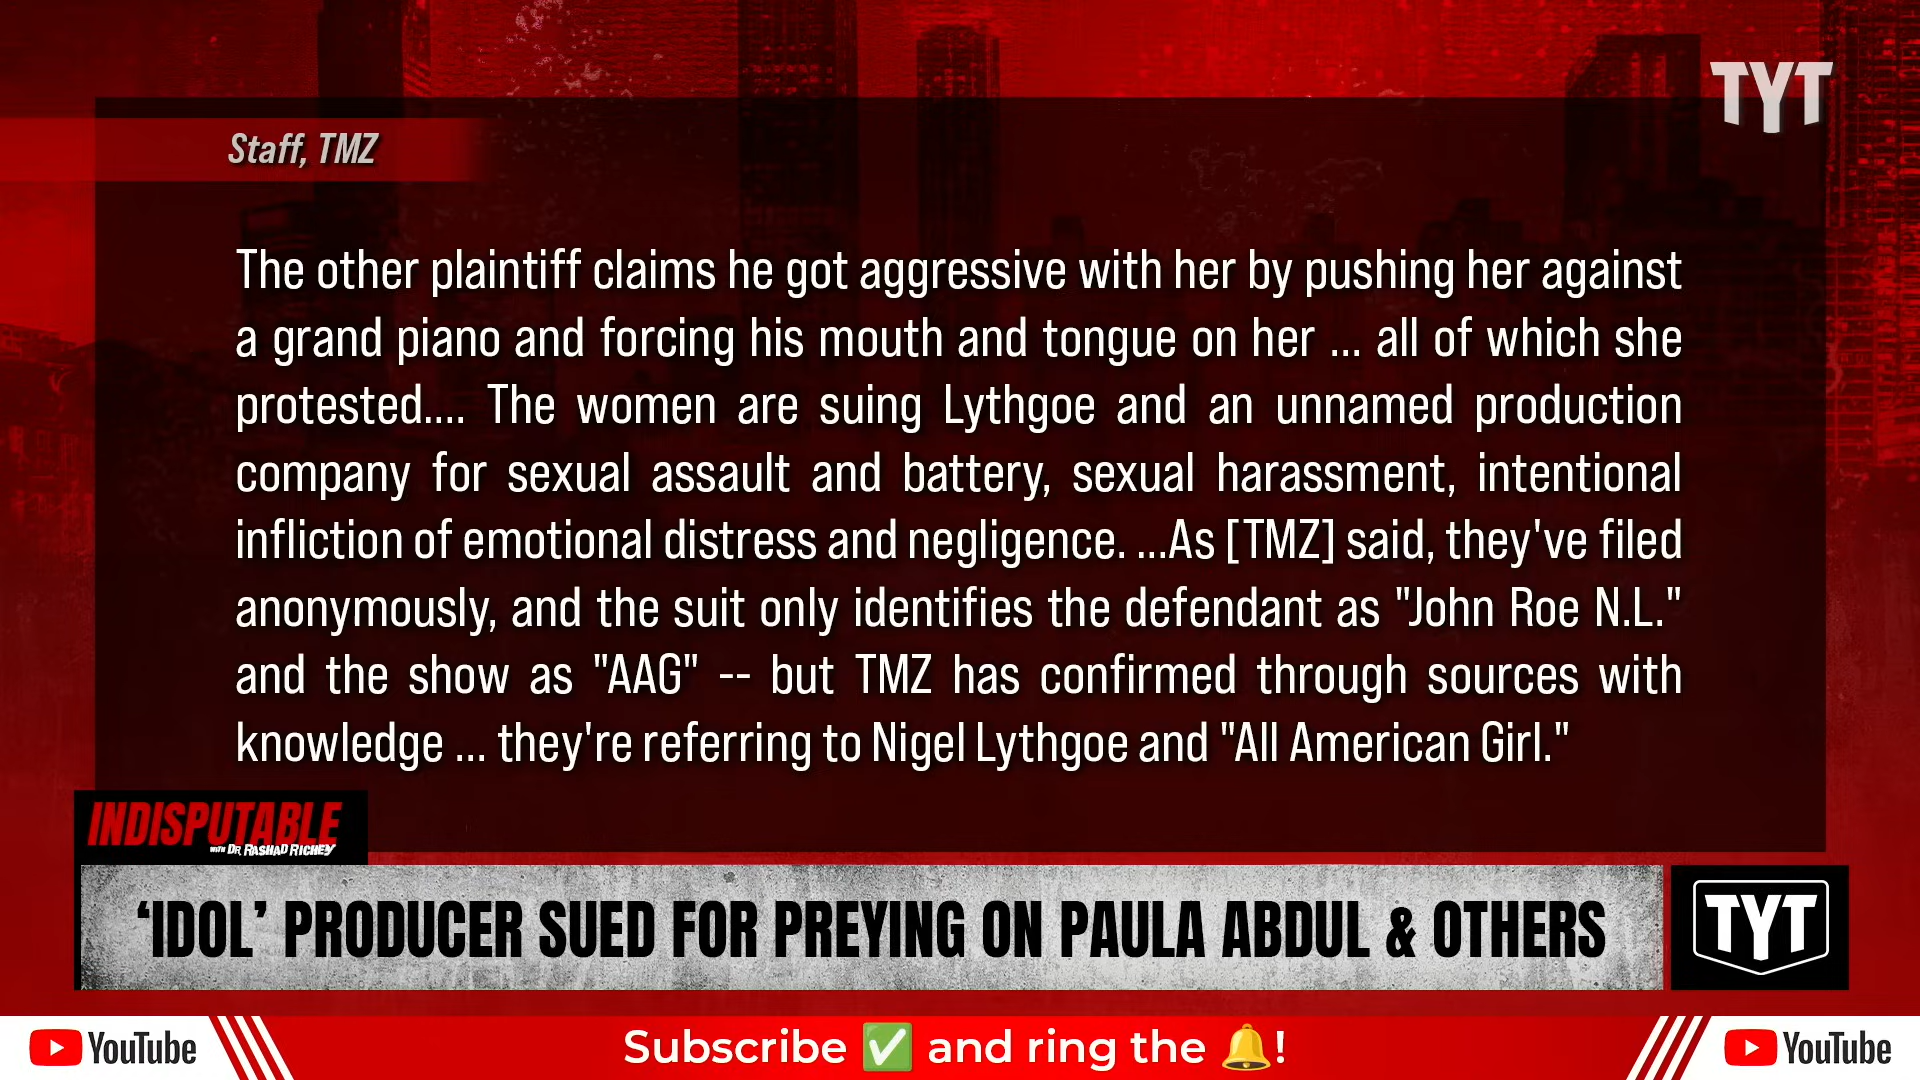 TYT
Staff, TMZ
The other plaintiff claims he got aggressive with her by pushing her against
a grand piano and forcing his mouth and tongue on her ... all of which she
protested.... The women are suing Lythgoe and an unnamed production
company for sexual assault and battery, sexual harassment, intentional
infliction of emotional distress and negligence. ...As [TMZ] said, they've filed
anonymously, and the suit only identifies the defendant as "John Roe N.L."
and the show as "AAG" -- but TMZ has confirmed through sources with
knowledge ... they're referring to Nigel Lythgoe and "All American Girl."
INDISPUTABLE
WITH DR RASHAD RICHEY
‘IDOL’ PRODUCER SUED FOR PREYING ON PAULA ABDUL & OTHERS
TYT
YouTube
Subscribe ✅ and ring the 🔔!
YouTube